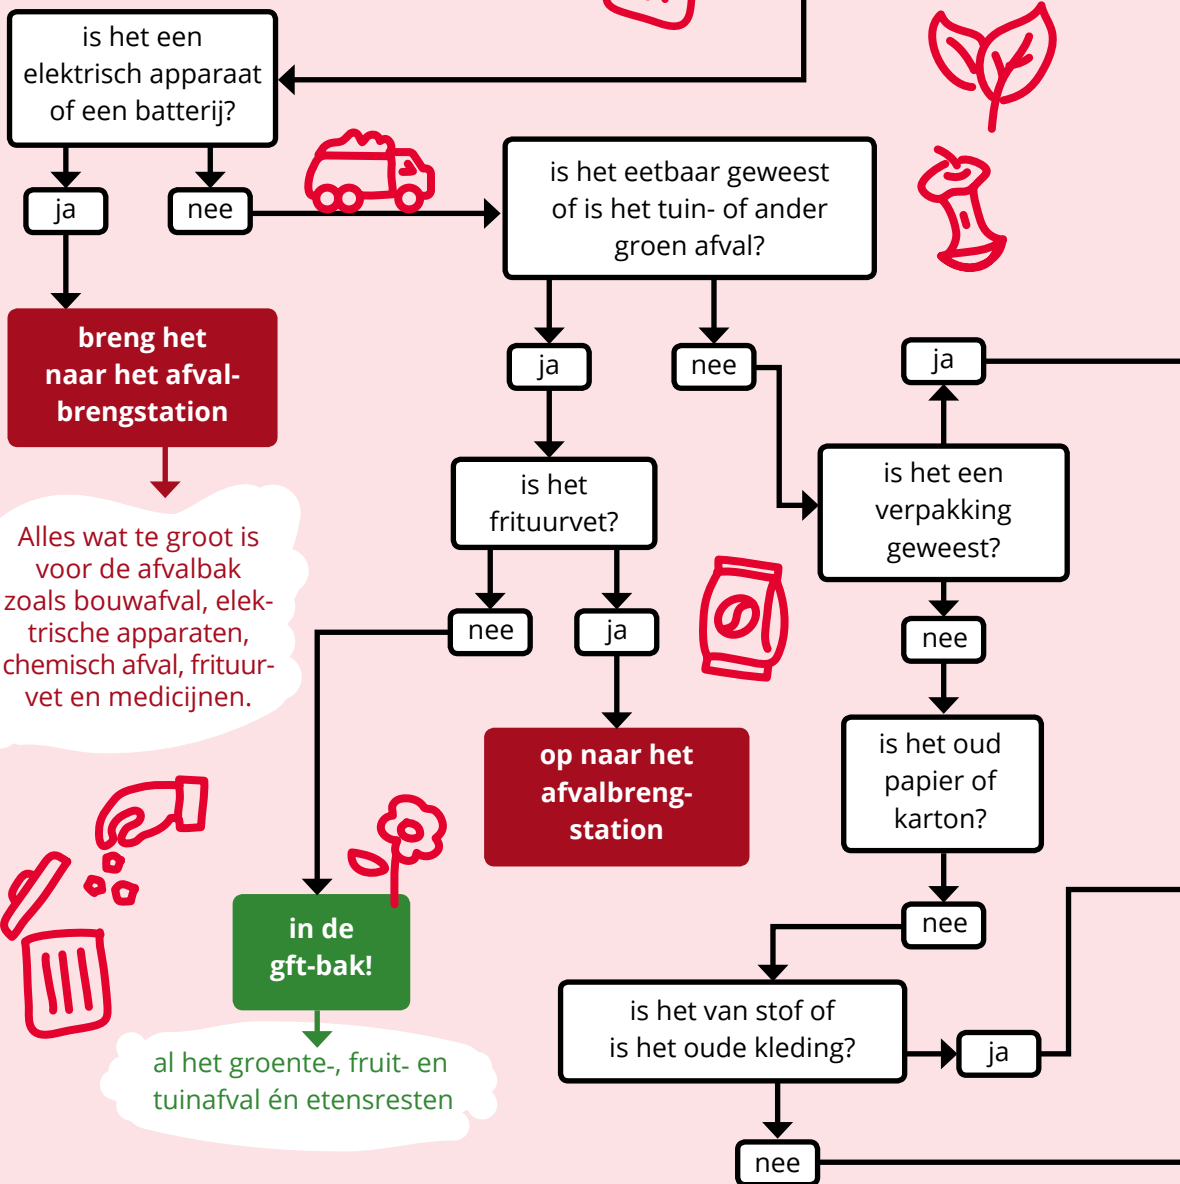 is het een
elektrisch apparaat
of een batterij?
ja
nee
breng het
naar het afval-
brengstation
Alles wat te groot is
voor de afvalbak
zoals bouwafval, elek-
trische apparaten,
chemisch afval, frituur-
vet en medicijnen.
is het eetbaar geweest
of is het tuin- of ander
groen afval?
ja
nee
is het
frituurvet?
nee
ja
op naar het
afvalbreng-
station
in de
gft-bak!
al het groente-, fruit- en
tuinafval én etensresten
ja
is het een
verpakking
geweest?
nee
is het oud
papier of
karton?
nee
is het van stof of
is het oude kleding?
ja
nee